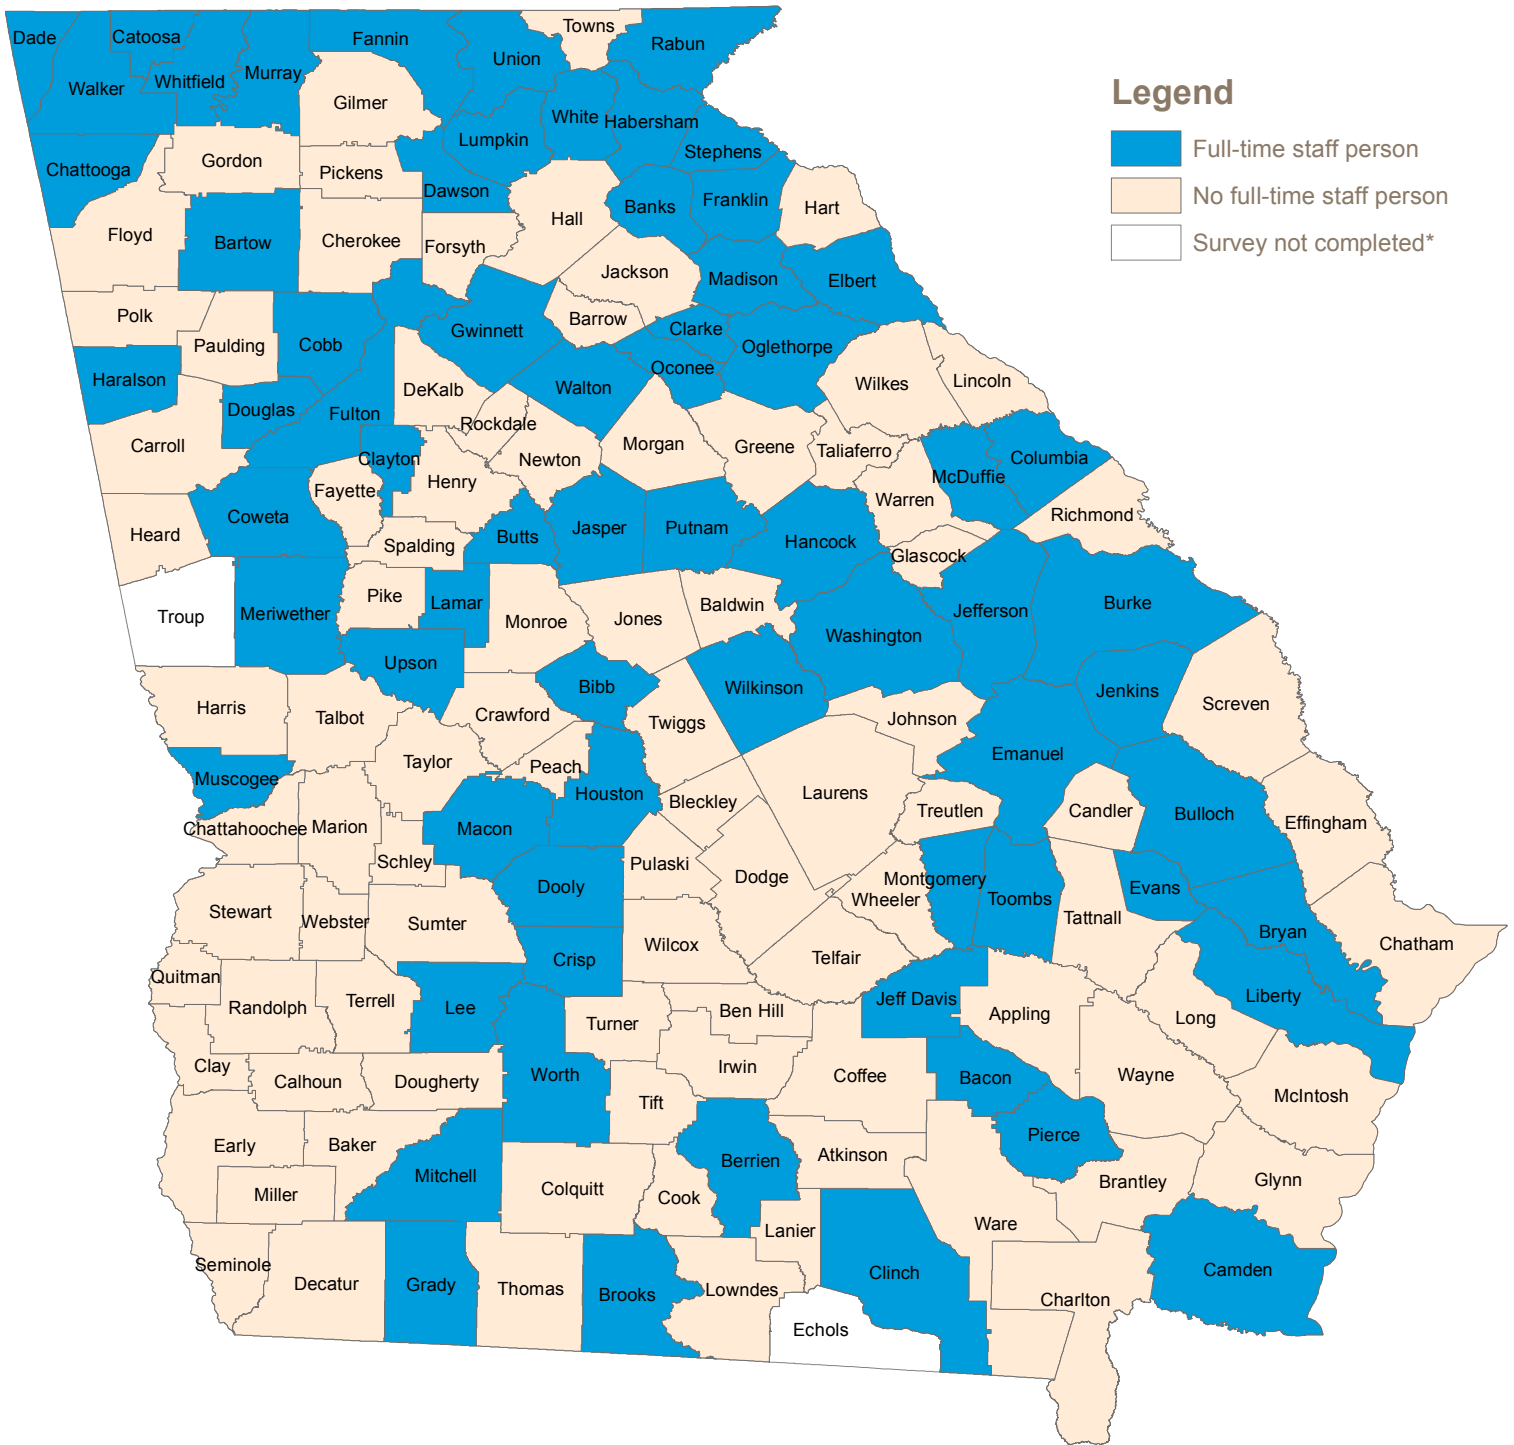 Legend
Full-time staff person
No full-time staff person
Survey not completed*
Dade
Catoosa
Fannin
Towns
Union
Rabun
Walker
Whitfield
Murray
Gilmer
White
Habersham
Lumpkin
Stephens
Chattooga
Gordon
Pickens
Dawson
Hall
Banks
Franklin
Hart
Floyd
Bartow
Cherokee
Forsyth
Jackson
Madison
Elbert
Polk
Paulding
Cobb
Gwinnett
Barrow
Clarke
Oglethorpe
Haralson
Douglas
Fulton
DeKalb
Walton
Oconee
Wilkes
Lincoln
Carroll
Clayton
Rockdale
Newton
Morgan
Greene
Taliaferro
McDuffie
Columbia
Heard
Coweta
Fayette
Henry
Spalding
Butts
Jasper
Putnam
Hancock
Warren
Glascock
Richmond
Troup
Meriwether
Pike
Lamar
Monroe
Jones
Baldwin
Washington
Jefferson
Burke
Upson
Bibb
Wilkinson
Jenkins
Screven
Harris
Talbot
Crawford
Twiggs
Johnson
Emanuel
Muscogee
Taylor
Peach
Houston
Bleckley
Laurens
Treutlen
Candler
Bulloch
Effingham
Chattahoochee
Marion
Schley
Macon
Dooly
Pulaski
Dodge
Wheeler
Montgomery
Toombs
Tattnall
Evans
Bryan
Chatham
Stewart
Webster
Sumter
Crisp
Wilcox
Telfair
Quitman
Randolph
Terrell
Lee
Turner
Ben Hill
Jeff Davis
Appling
Long
Liberty
Clay
Calhoun
Dougherty
Worth
Irwin
Coffee
Bacon
Wayne
McIntosh
Early
Baker
Mitchell
Tift
Berrien
Atkinson
Pierce
Brantley
Glynn
Miller
Colquitt
Cook
Lanier
Ware
Seminole
Decatur
Grady
Thomas
Brooks
Lowndes
Clinch
Charlton
Camden
Echols